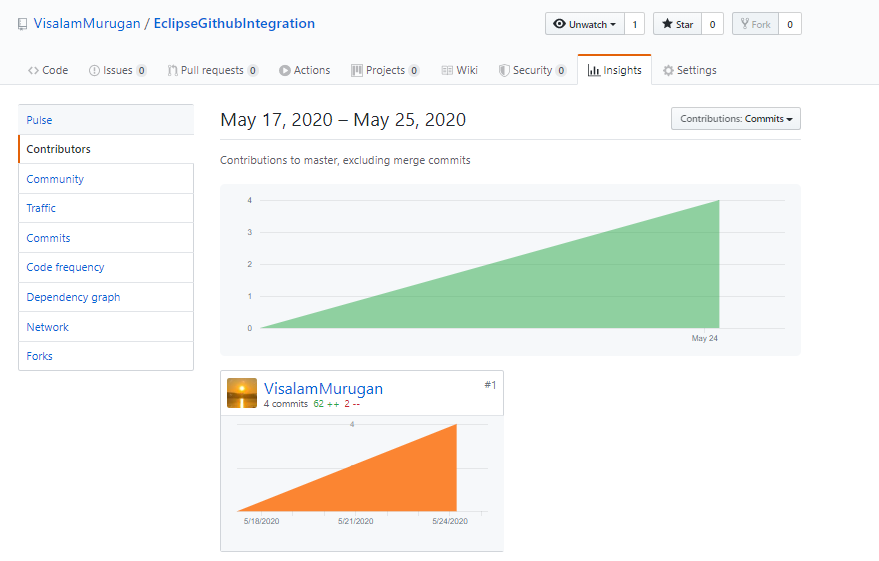 VisalamMurugan / EclipseGithubIntegration
Unwatch 1 Star 0 Fork 0
Code Issues 0 Pull requests 0 Actions Projects 0 Wiki Security 0 Insights Settings
Pulse
Contributors
Community
Traffic
Commits
Code frequency
Dependency graph
Network
Forks
May 17, 2020 – May 25, 2020
Contributions: Commits
Contributions to master, excluding merge commits
4
3
2
1
0
May 24
VisalamMurugan #1
4 commits 62 ++ 2 --
4
5/18/2020 5/21/2020 5/24/2020